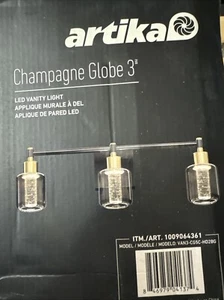 artika
Champagne Globe 3
LED VANITY LIGHT
APPLIQUE MURALE À DEL
APLIQUE DE PARED LED
ITM./ART. 1009064361
MODEL / MODÈLE / MODELO: VAN3-CG5C-HD2BG